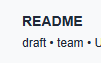 README
draft • team • U